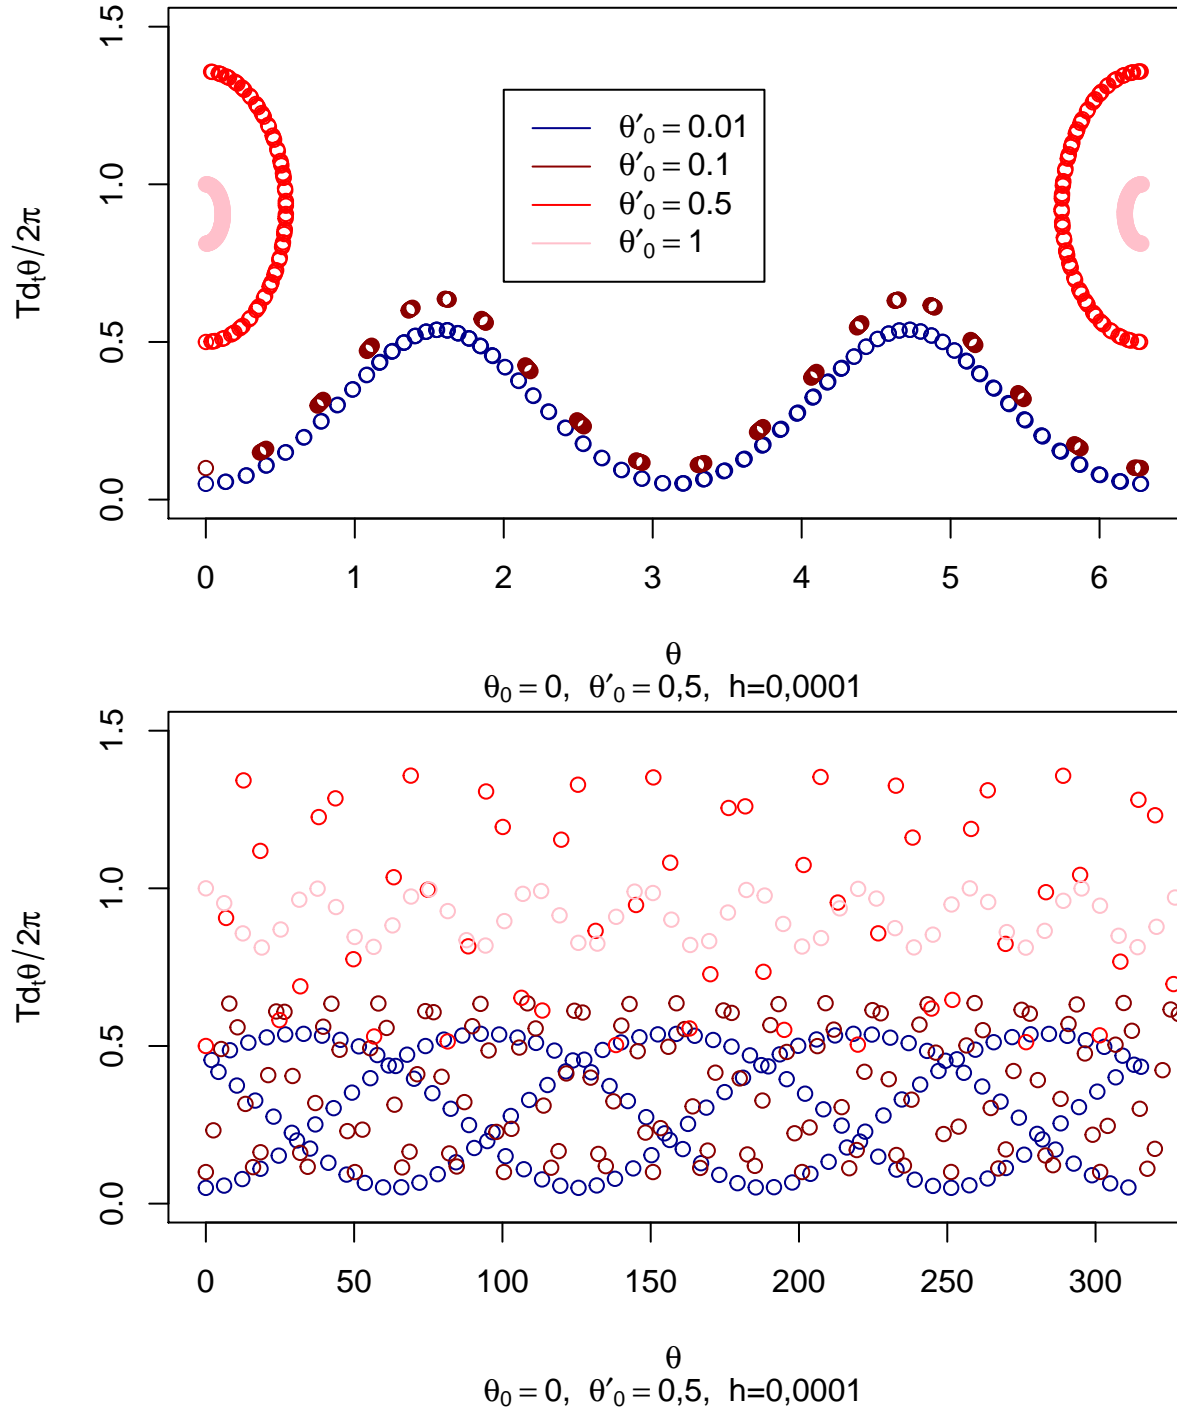 1.5
1.0
0.5
0.0
Tdₜθ/2π
θ′₀ = 0.01
θ′₀ = 0.1
θ′₀ = 0.5
θ′₀ = 1
0 1 2 3 4 5 6
θ
θ₀ = 0, θ′₀ = 0,5, h=0,0001
1.5
1.0
0.5
0.0
Tdₜθ/2π
0 50 100 150 200 250 300
θ
θ₀ = 0, θ′₀ = 0,5, h=0,0001